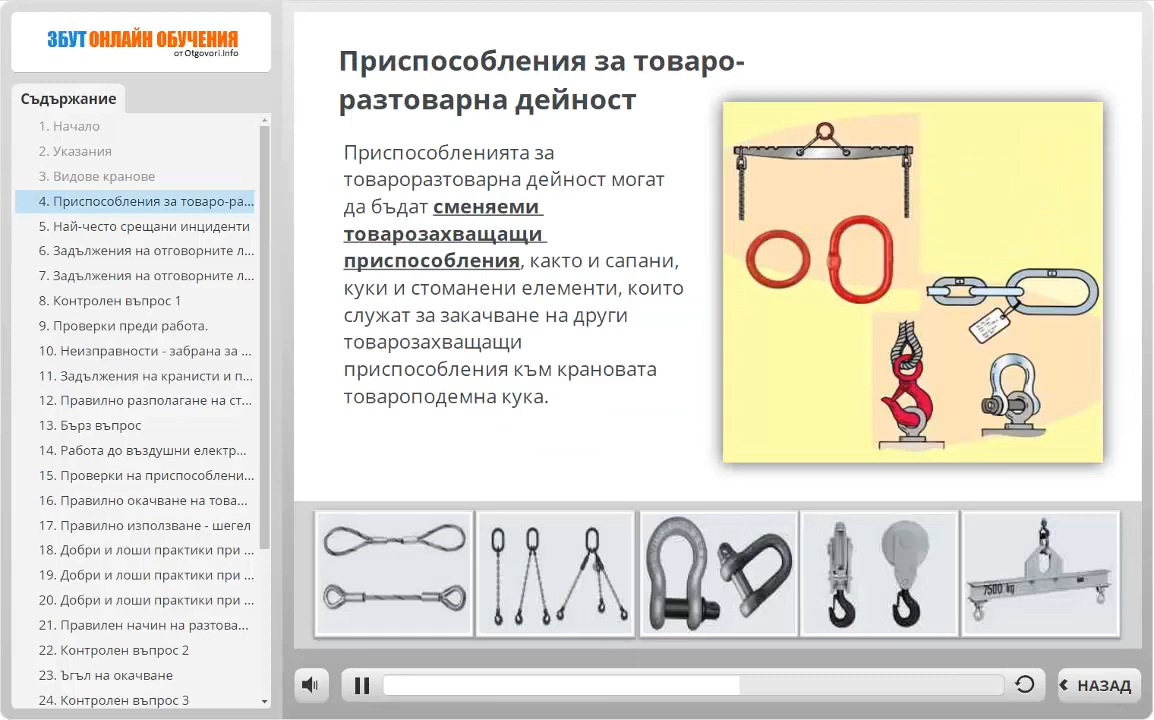 ЗБУТ ОНЛАЙН ОБУЧЕНИЯ
от Otgovori.Info
Съдържание
1. Начало
2. Указания
3. Видове кранове
4. Приспособления за товаро-ра...
5. Най-често срещани инциденти
6. Задължения на отговорните л...
7. Задължения на отговорните л...
8. Контролен въпрос 1
9. Проверки преди работа.
10. Неизправности - забрана за ...
11. Задължения на кранисти и п...
12. Правилно разполагане на ст...
13. Бърз въпрос
14. Работа до въздушни електр...
15. Проверки на приспособлени...
16. Правилно окачване на това...
17. Правилно използване - шегел
18. Добри и лоши практики при ...
19. Добри и лоши практики при ...
20. Добри и лоши практики при ...
21. Правилен начин на разтова...
22. Контролен въпрос 2
23. Ъгъл на окачване
24. Контролен въпрос 3
Приспособления за товаро-
разтоварна дейност
Приспособленията за
товароразтоварна дейност могат
да бъдат сменяеми
товарозахващащи
приспособления, както и сапани,
куки и стоманени елементи, които
служат за закачване на други
товарозахващащи
приспособления към крановата
товароподемна кука.
7500 kg
НАЗАД